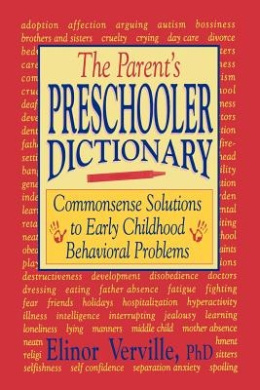 adoption affection arguing autism bossiness
brothers and sisters cruelty crying day care divorce
The Parent's
PRESCHOOLER
DICTIONARY
Commonsense Solutions
to Early Childhood
Behavioral Problems
destructiveness development disobedience doctors
dressing eating father absence fatigue fighting
fear friends holidays hospitalization hyperactivity
illness intelligence interrupting jealousy learning
loneliness lying manners middle child mother absence
Elinor Verville, PhD
selfishness self confidence separation anxiety spoiling